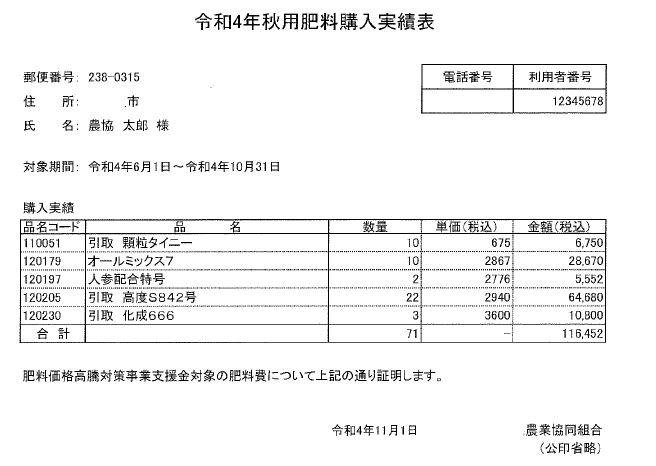 令和4年秋用肥料購入実績表
郵便番号: 238-0315
住　所: 市
氏　名: 農協 太郎 様
電話番号 利用者番号
12345678
対象期間: 令和4年6月1日～令和4年10月31日
購入実績
品名コード 品　名 数量 単価(税込) 金額(税込)
110051 引取 顆粒タイニー 10 675 6,750
120179 オールミックス7 10 2867 28,670
120197 人参配合特号 2 2776 5,552
120205 引取 高度S842号 22 2940 64,680
120230 引取 化成666 3 3600 10,800
合 計 71 － 116,452
肥料価格高騰対策事業支援金対象の肥料費について上記の通り証明します。
令和4年11月1日 農業協同組合
(公印省略)